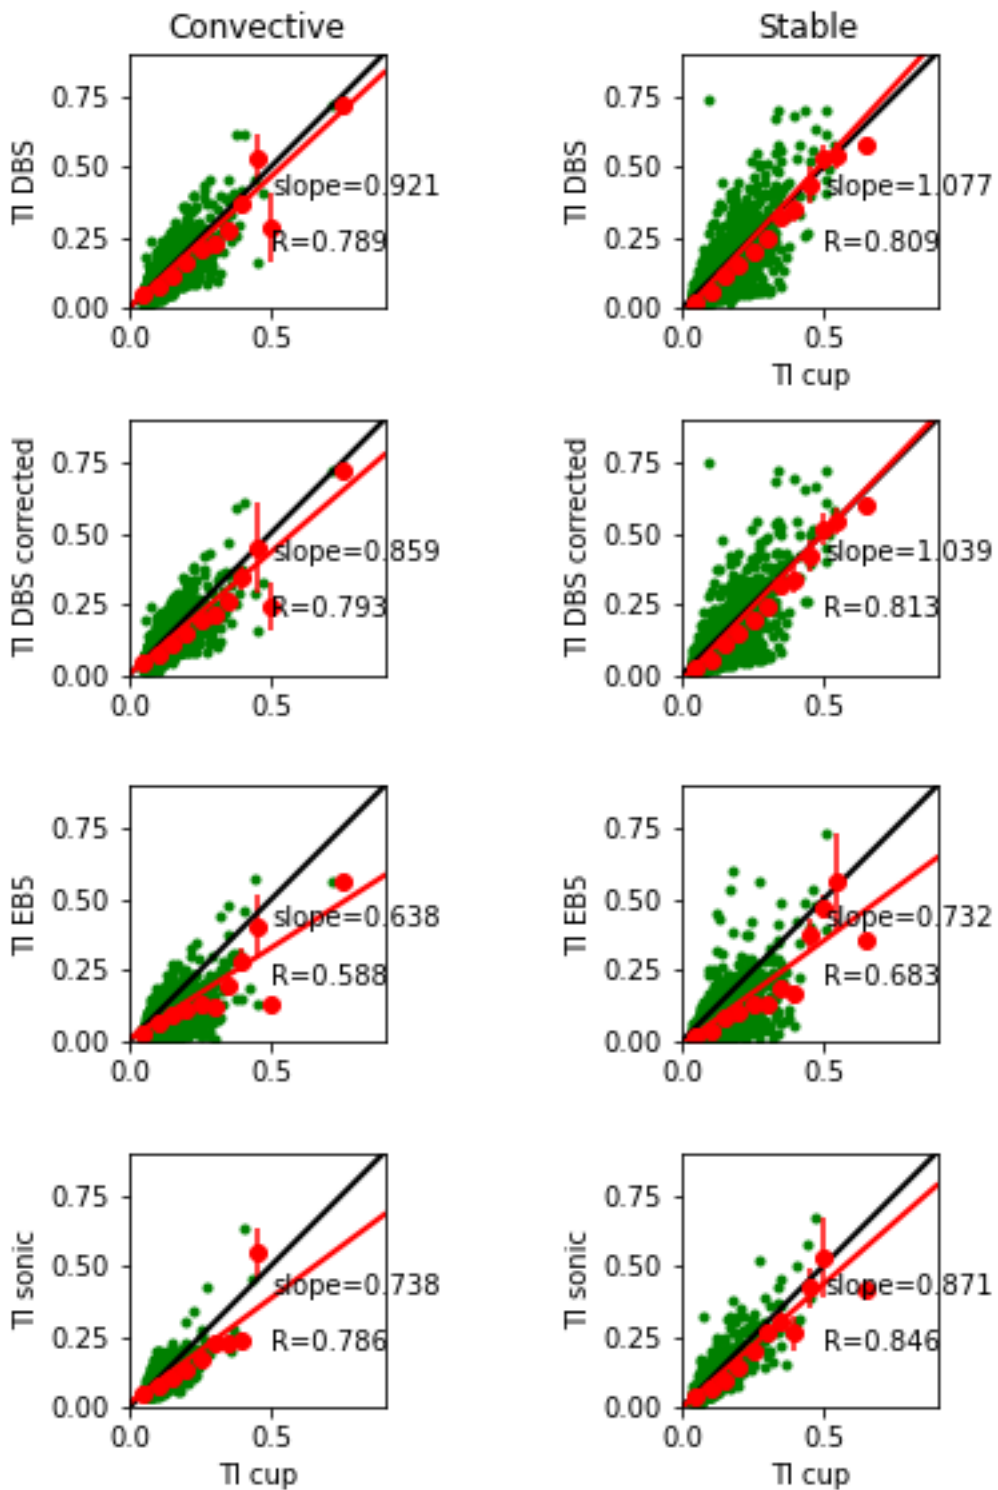 Convective
Stable
TI DBS
0.75
0.50
0.25
0.00
slope=0.921
R=0.789
0.0
0.5
TI DBS
0.75
0.50
0.25
0.00
slope=1.077
R=0.809
0.0
0.5
TI cup
TI DBS corrected
0.75
0.50
0.25
0.00
slope=0.859
R=0.793
0.0
0.5
TI DBS corrected
0.75
0.50
0.25
0.00
slope=1.039
R=0.813
0.0
0.5
TI EB5
0.75
0.50
0.25
0.00
slope=0.638
R=0.588
0.0
0.5
TI EB5
0.75
0.50
0.25
0.00
slope=0.732
R=0.683
0.0
0.5
TI sonic
0.75
0.50
0.25
0.00
slope=0.738
R=0.786
0.0
0.5
TI cup
TI sonic
0.75
0.50
0.25
0.00
slope=0.871
R=0.846
0.0
0.5
TI cup